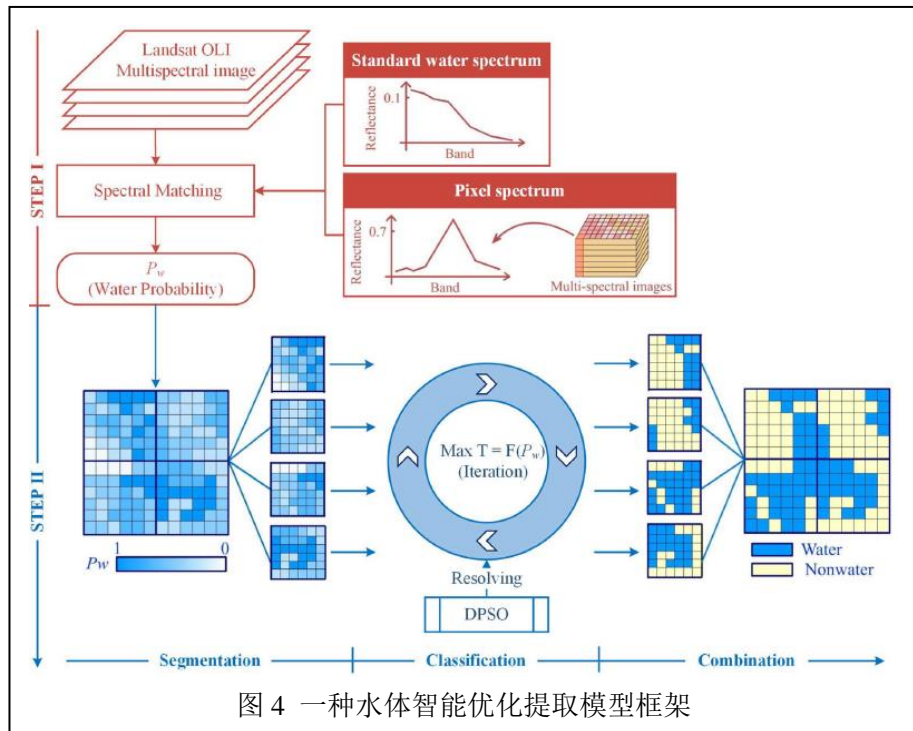 Landsat OLI
Multispectral image
Standard water spectrum
Reflectance
0.1
Band
STEP I
Spectral Matching
Pixel spectrum
Reflectance
0.7
Band
Multi-spectral images
Pw
(Water Probability)
STEP II
Max T = F(Pw)
(Iteration)
1
0
Pw
Resolving
DPSO
Water
Nonwater
Segmentation
Classification
Combination
图 4 一种水体智能优化提取模型框架